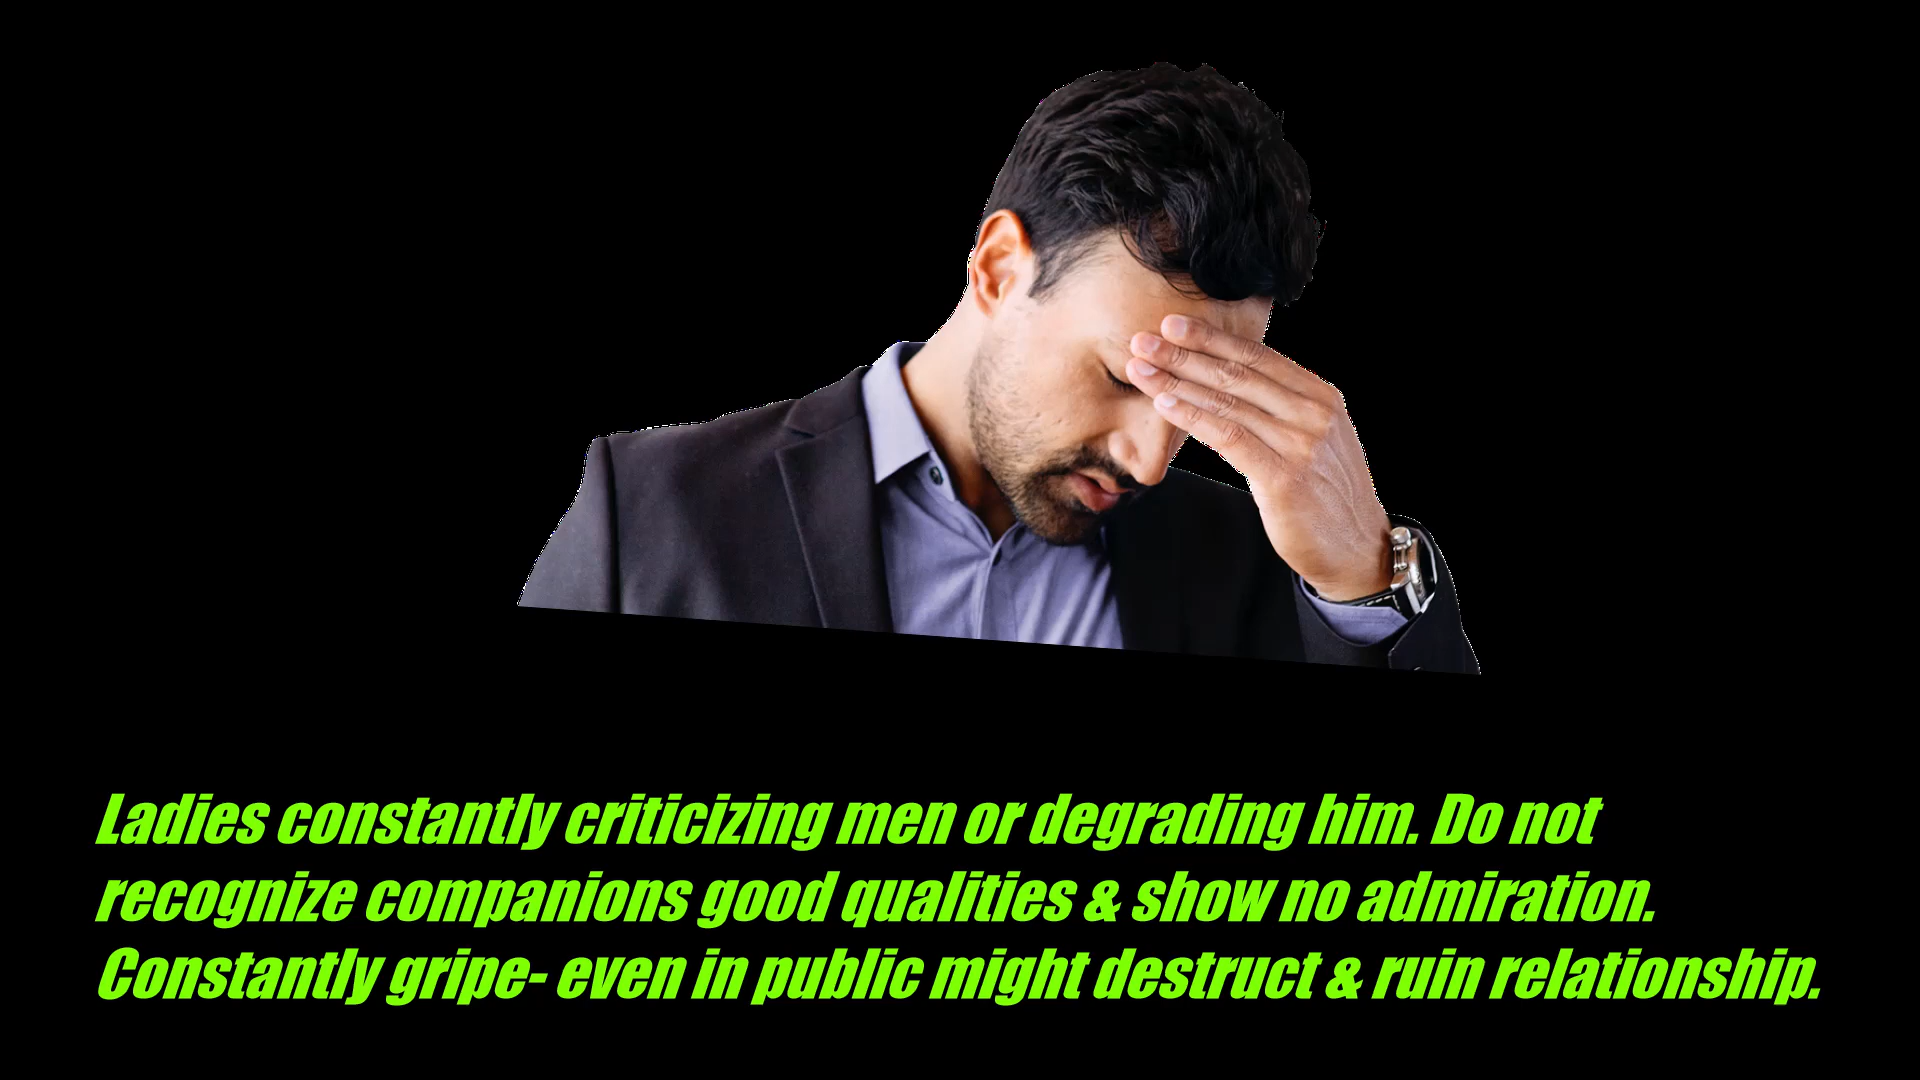 Ladies constantly criticizing men or degrading him. Do not
recognize companions good qualities & show no admiration.
Constantly gripe- even in public might destruct & ruin relationship.